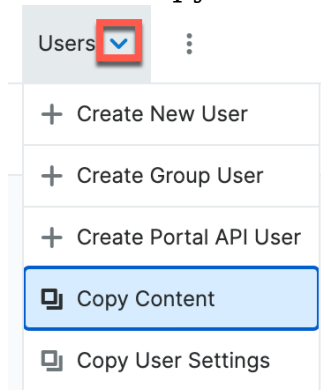 Users
Create New User
Create Group User
Create Portal API User
Copy Content
Copy User Settings